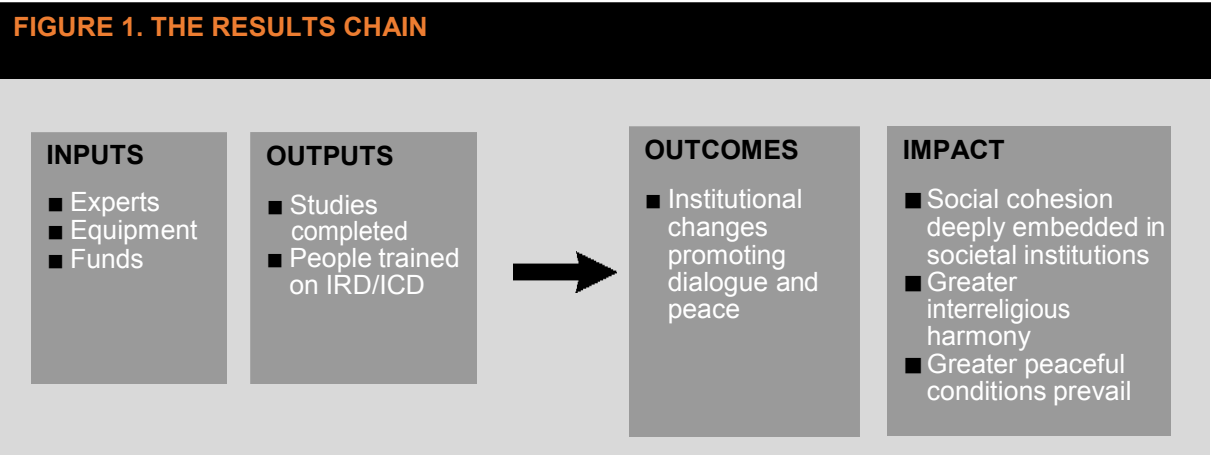 FIGURE 1. THE RESULTS CHAIN
INPUTS
■ Experts
■ Equipment
■ Funds
OUTPUTS
■ Studies
completed
■ People trained
on IRD/ICD
OUTCOMES
■ Institutional
changes
promoting
dialogue and
peace
IMPACT
■ Social cohesion
deeply embedded in
societal institutions
■ Greater
interreligious
harmony
■ Greater peaceful
conditions prevail